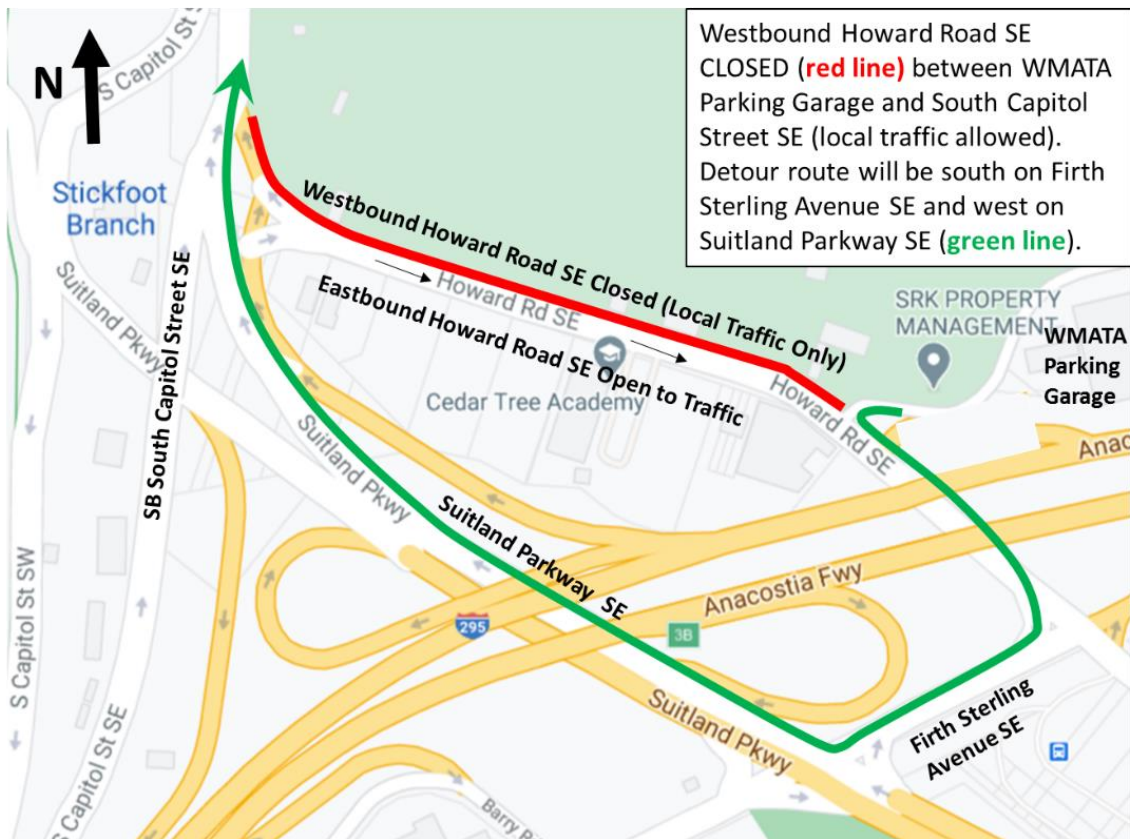 Westbound Howard Road SE
CLOSED (red line) between WMATA
Parking Garage and South Capitol
Street SE (local traffic allowed).
Detour route will be south on Firth
Sterling Avenue SE and west on
Suitland Parkway SE (green line).
N
S Capitol St SE
Stickfoot
Branch
Suitland Pkwy
SB South Capitol Street SE
Westbound Howard Road SE Closed (Local Traffic Only)
Howard Rd SE
Eastbound Howard Road SE Open to Traffic
SRK PROPERTY
MANAGEMENT
WMATA
Parking
Garage
Cedar Tree Academy
Howard Rd SE
Suitland Pkwy
Suitland Parkway SE
Anacostia Fwy
295
3B
S Capitol St SW
S Capitol St SE
Suitland Pkwy
Firth Sterling
Avenue SE